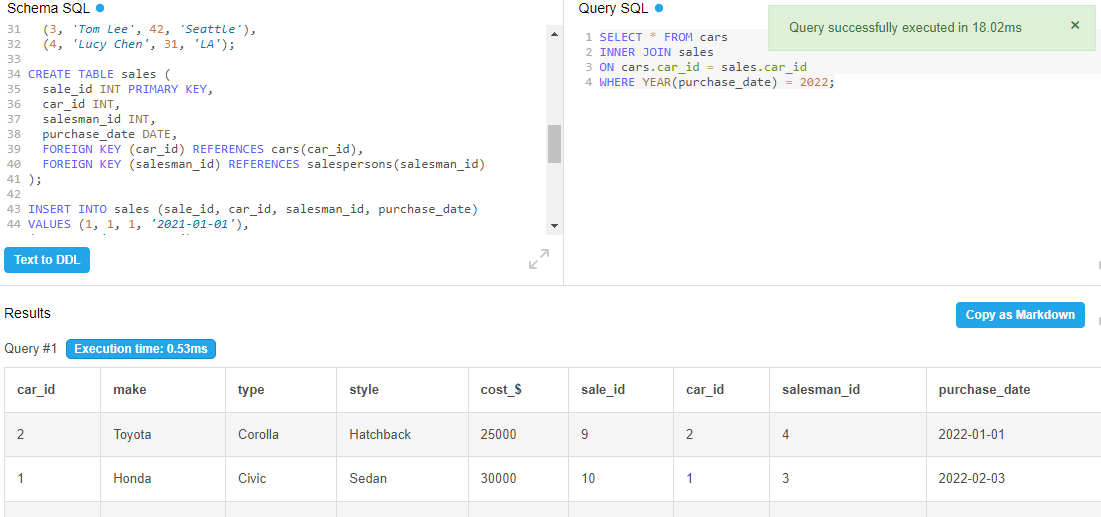 Schema SQL
31 (3, 'Tom Lee', 42, 'Seattle'),
32 (4, 'Lucy Chen', 31, 'LA');
33
34 CREATE TABLE sales (
35 sale_id INT PRIMARY KEY,
36 car_id INT,
37 salesman_id INT,
38 purchase_date DATE,
39 FOREIGN KEY (car_id) REFERENCES cars(car_id),
40 FOREIGN KEY (salesman_id) REFERENCES salespersons(salesman_id)
41 );
42
43 INSERT INTO sales (sale_id, car_id, salesman_id, purchase_date)
44 VALUES (1, 1, 1, '2021-01-01'),
Text to DDL
Query SQL
Query successfully executed in 18.02ms ×
1 SELECT * FROM cars
2 INNER JOIN sales
3 ON cars.car_id = sales.car_id
4 WHERE YEAR(purchase_date) = 2022;
Results
Copy as Markdown
Query #1 Execution time: 0.53ms
car_id make type style cost_$ sale_id car_id salesman_id purchase_date
2 Toyota Corolla Hatchback 25000 9 2 4 2022-01-01
1 Honda Civic Sedan 30000 10 1 3 2022-02-03